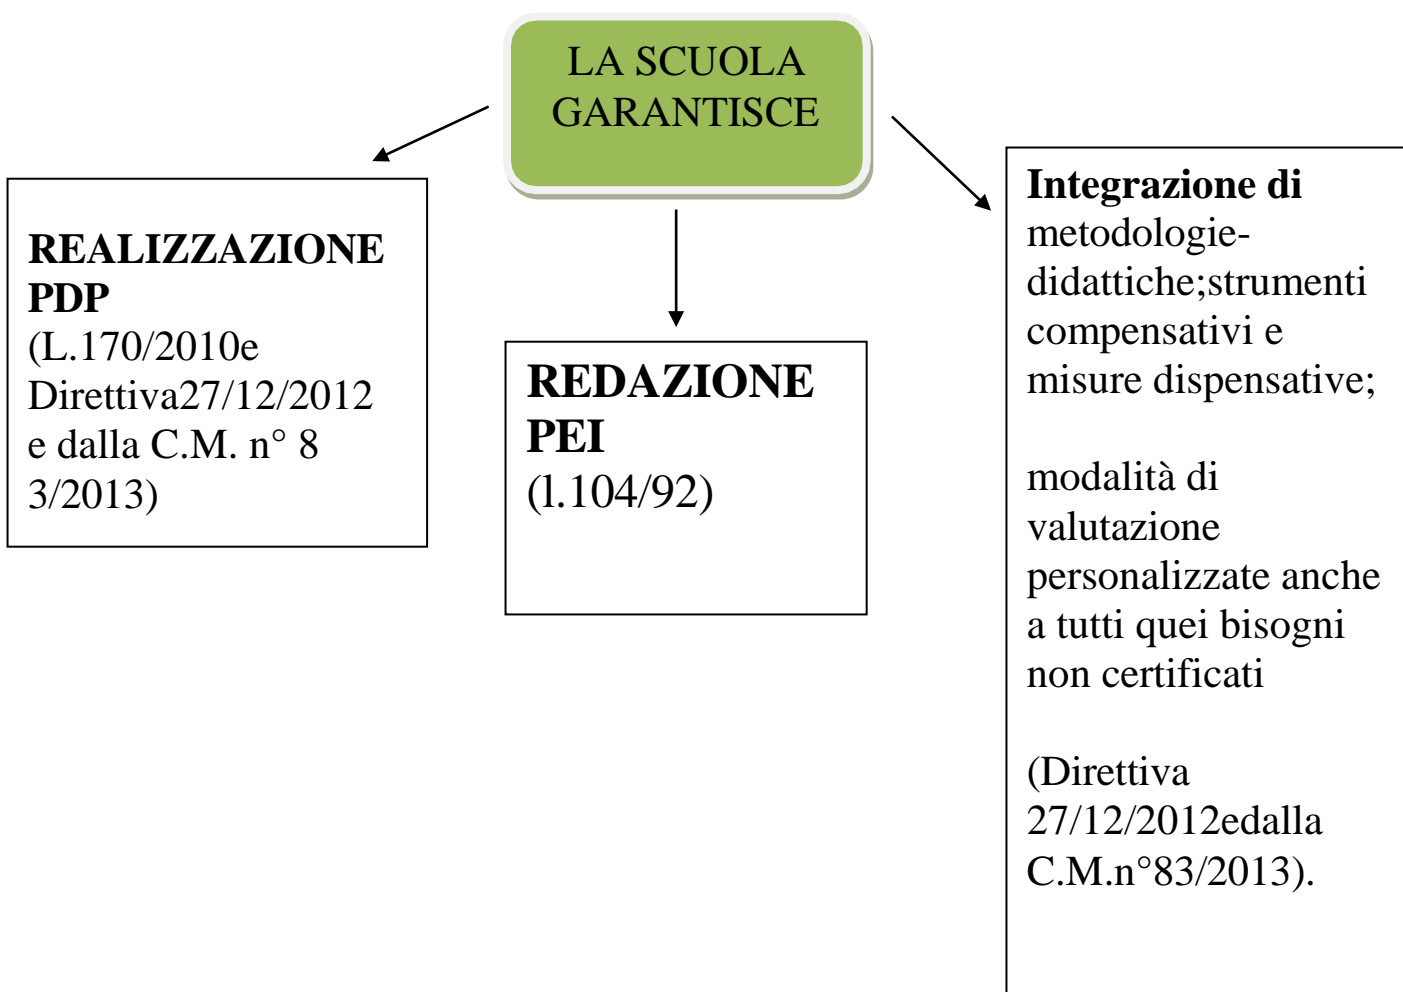 LA SCUOLA
GARANTISCE
REALIZZAZIONE
PDP
(L.170/2010e
Direttiva27/12/2012
e dalla C.M. n° 8
3/2013)
REDAZIONE
PEI
(l.104/92)
Integrazione di
metodologie-
didattiche;strumenti
compensativi e
misure dispensative;
modalità di
valutazione
personalizzate anche
a tutti quei bisogni
non certificati
(Direttiva
27/12/2012edalla
C.M.n°83/2013).